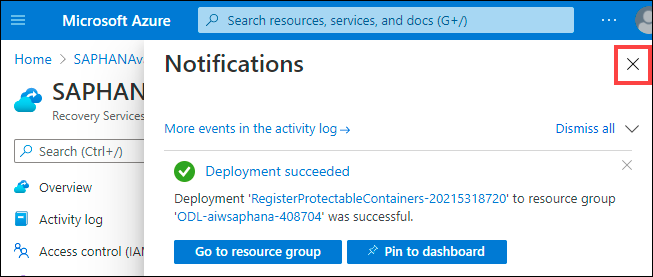 Microsoft Azure
Search resources, services, and docs (G+/)
Home > SAPHANAva
SAPHAN
Recovery Services
Search (Ctrl+/)
Overview
Activity log
Access control (IAM
Notifications
More events in the activity log →
Dismiss all
Deployment succeeded
Deployment 'RegisterProtectableContainers-20215318720' to resource group
'ODL-aiwsaphana-408704' was successful.
Go to resource group
Pin to dashboard